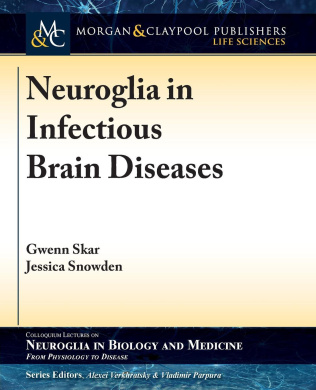 M&C
MORGAN & CLAYPOOL PUBLISHERS
LIFE SCIENCES
Neuroglia in
Infectious
Brain Diseases
Gwenn Skar
Jessica Snowden
COLLOQUIUM LECTURES ON
NEUROGLIA IN BIOLOGY AND MEDICINE
FROM PHYSIOLOGY TO DISEASE
Series Editors, Alexei Verkhratsky & Vladimir Parpura